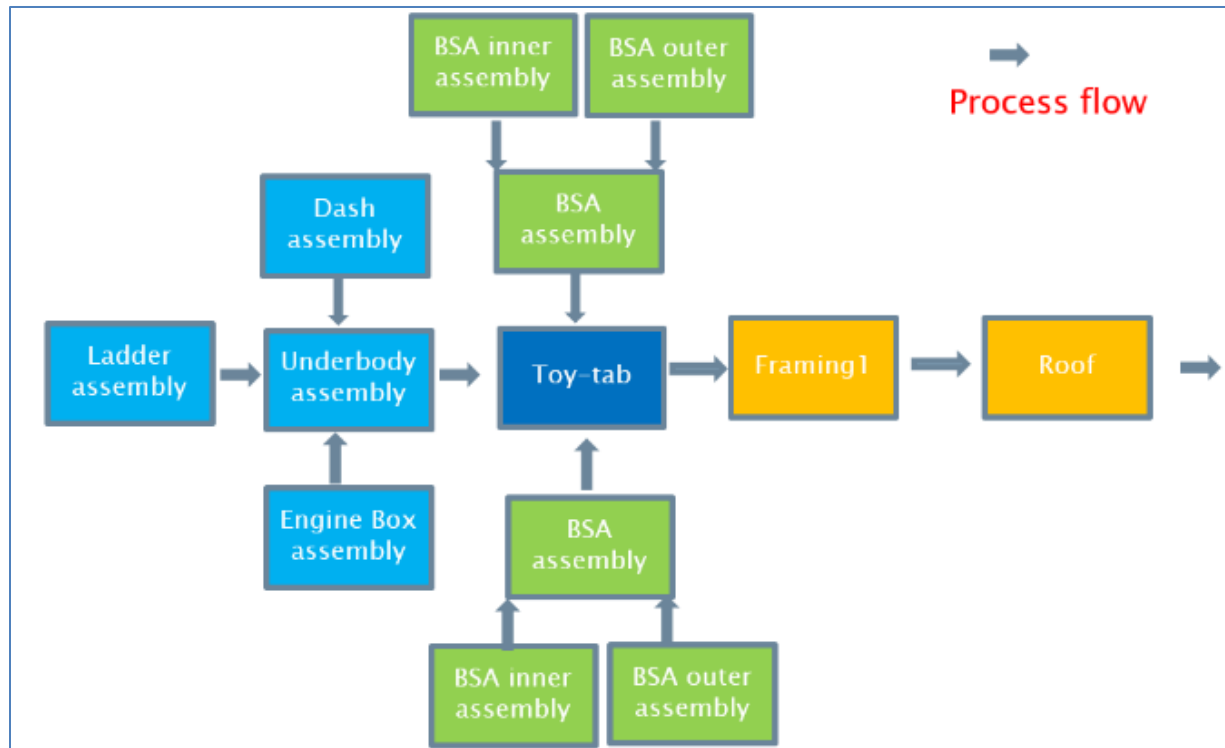 BSA inner
assembly
BSA outer
assembly
Process flow
Dash
assembly
BSA
assembly
Ladder
assembly
Underbody
assembly
Toy-tab
Framing1
Roof
Engine Box
assembly
BSA
assembly
BSA inner
assembly
BSA outer
assembly